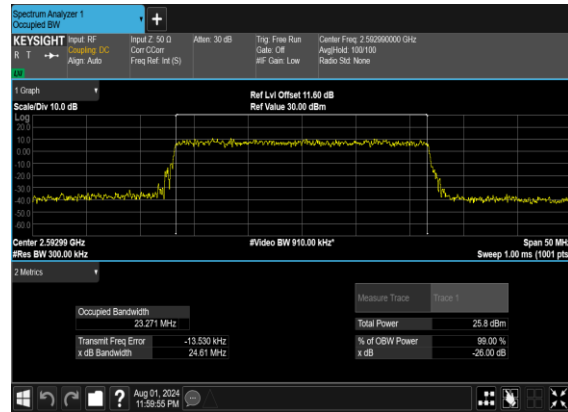 Spectrum Analyzer 1
Occupied BW
KEYSIGHT Input: RF Input Z: 50 Ω Atten: 30 dB Trig: Free Run Center Freq: 2.592990000 GHz
R T Coupling: DC Corr CCorr Gate: Off Avg|Hold: 100/100
Align: Auto Freq Ref: Int (S) #IF Gain: Low Radio Std: None
LW
1 Graph
Ref Lvl Offset 11.60 dB
Scale/Div 10.0 dB Ref Value 30.00 dBm
Log
20.0
10.0
0.00
-10.0
-20.0
-30.0
-40.0
-50.0
-60.0
Center 2.59299 GHz #Video BW 910.00 kHz* Span 50 MHz
#Res BW 300.00 kHz Sweep 1.00 ms (1001 pts)
2 Metrics
Measure Trace Trace 1
Occupied Bandwidth
23.271 MHz Total Power 25.8 dBm
Transmit Freq Error -13.530 kHz % of OBW Power 99.00 %
x dB Bandwidth 24.61 MHz x dB -26.00 dB
Aug 01, 2024
11:59:55 PM